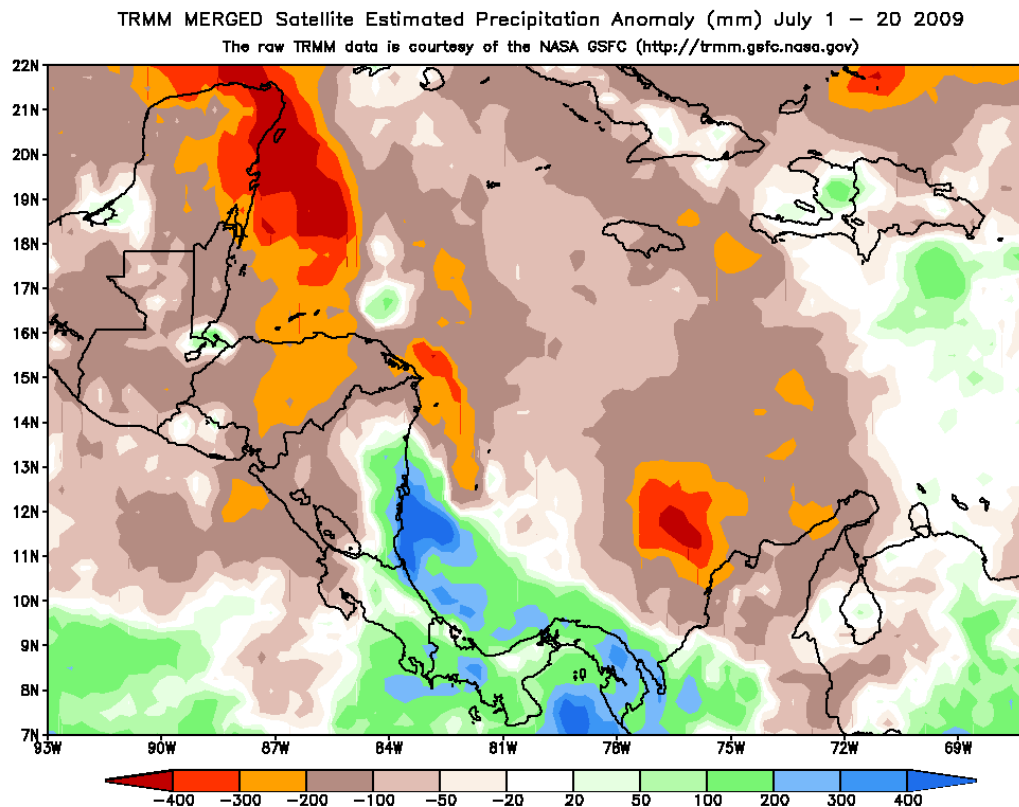 TRMM MERGED Satellite Estimated Precipitation Anomaly (mm) July 1 – 20 2009
The raw TRMM data is courtesy of the NASA GSFC (http://trmm.gsfc.nasa.gov)
22N
21N
20N
19N
18N
17N
16N
15N
14N
13N
12N
11N
10N
9N
8N
7N
93W 90W 87W 84W 81W 78W 75W 72W 69W
−400 −300 −200 −100 −50 −20 20 50 100 200 300 400